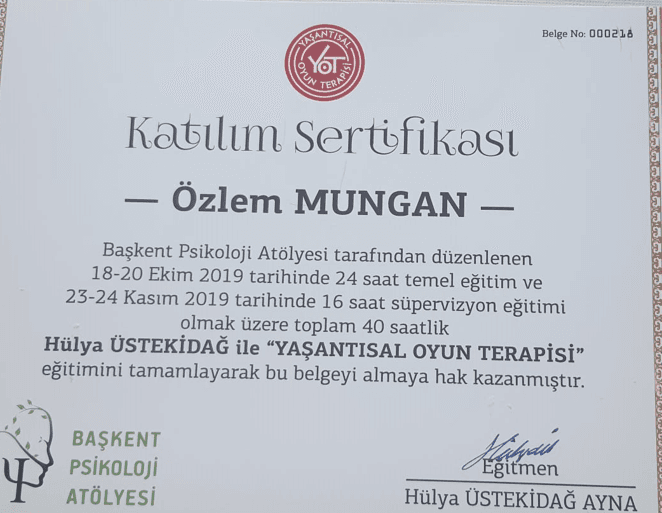 Belge No: 000216
YAŞANTISAL
YOT
OYUN TERAPİSİ
Katılım Sertifikası
— Özlem MUNGAN —
Başkent Psikoloji Atölyesi tarafından düzenlenen
18-20 Ekim 2019 tarihinde 24 saat temel eğitim ve
23-24 Kasım 2019 tarihinde 16 saat süpervizyon eğitimi
olmak üzere toplam 40 saatlik
Hülya ÜSTEKİDAĞ ile “YAŞANTISAL OYUN TERAPİSİ”
eğitimini tamamlayarak bu belgeyi almaya hak kazanmıştır.
BAŞKENT
PSİKOLOJİ
ATÖLYESİ
Eğitmen
Hülya ÜSTEKİDAĞ AYNA